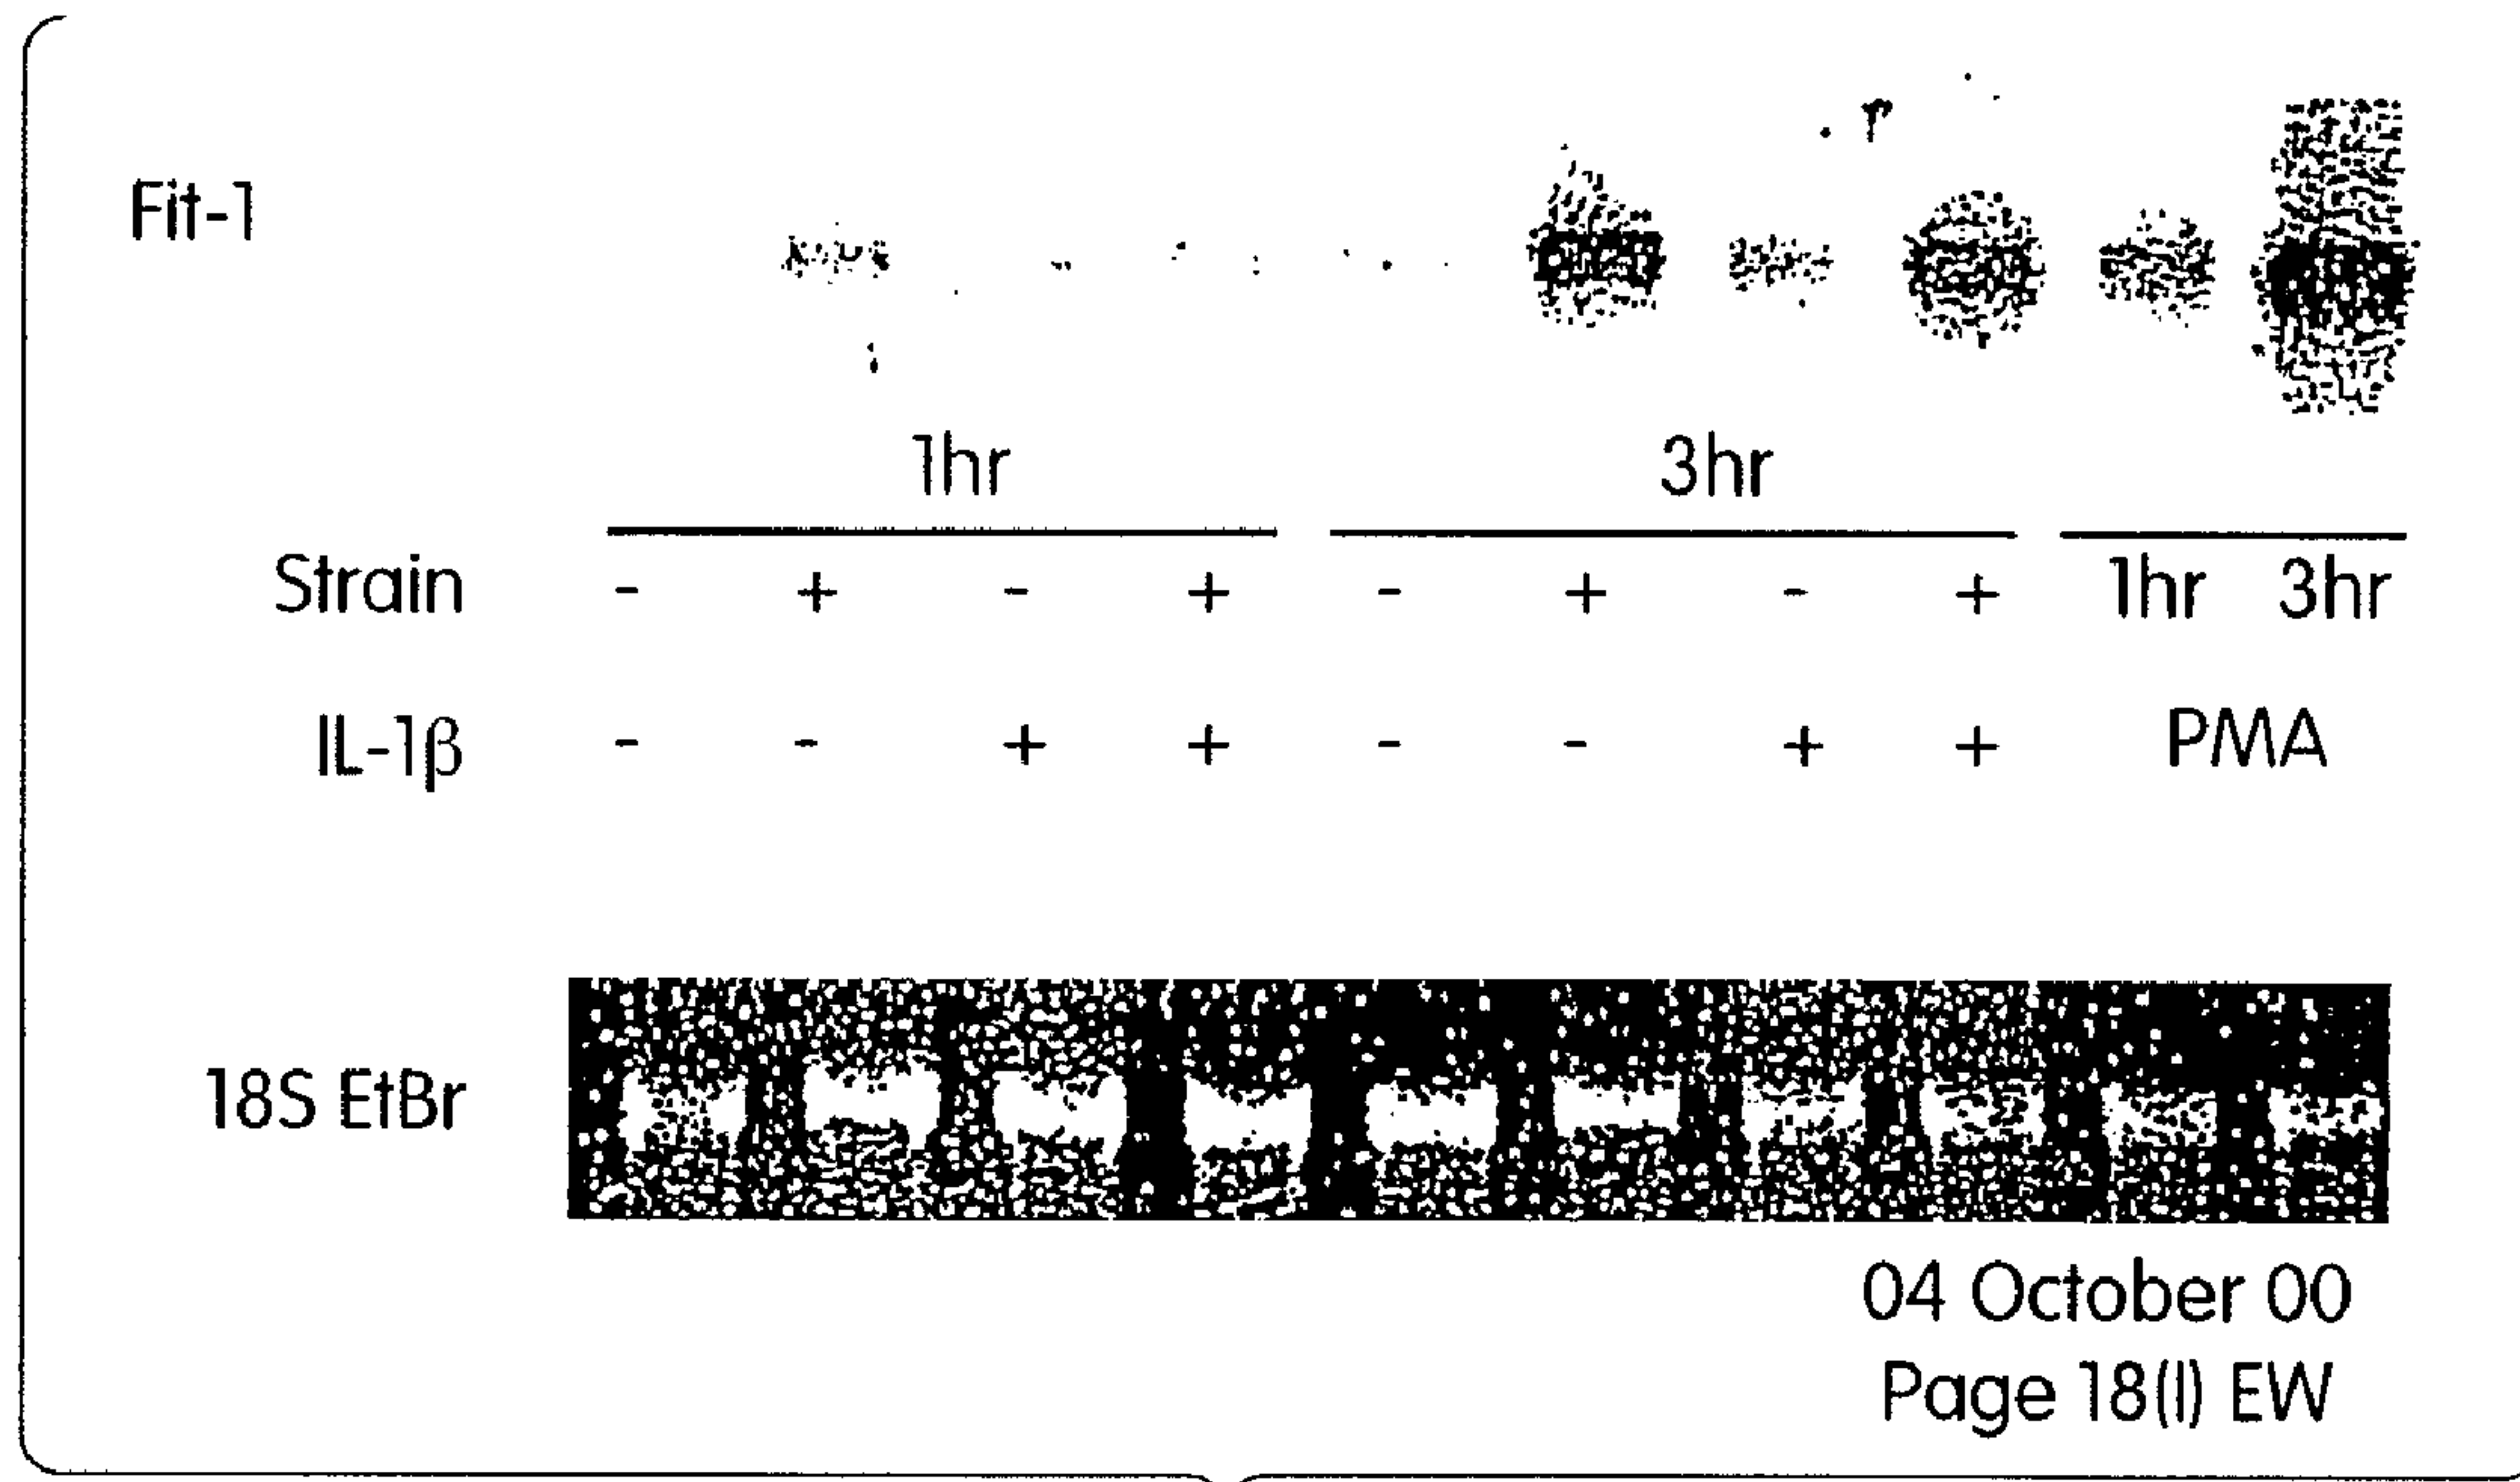 Fit-1
1hr 3hr
Strain - + - + - + - + 1hr 3hr
IL-1β - - + + - - + + PMA
18S EtBr
04 October 00
Page 18(I) EW